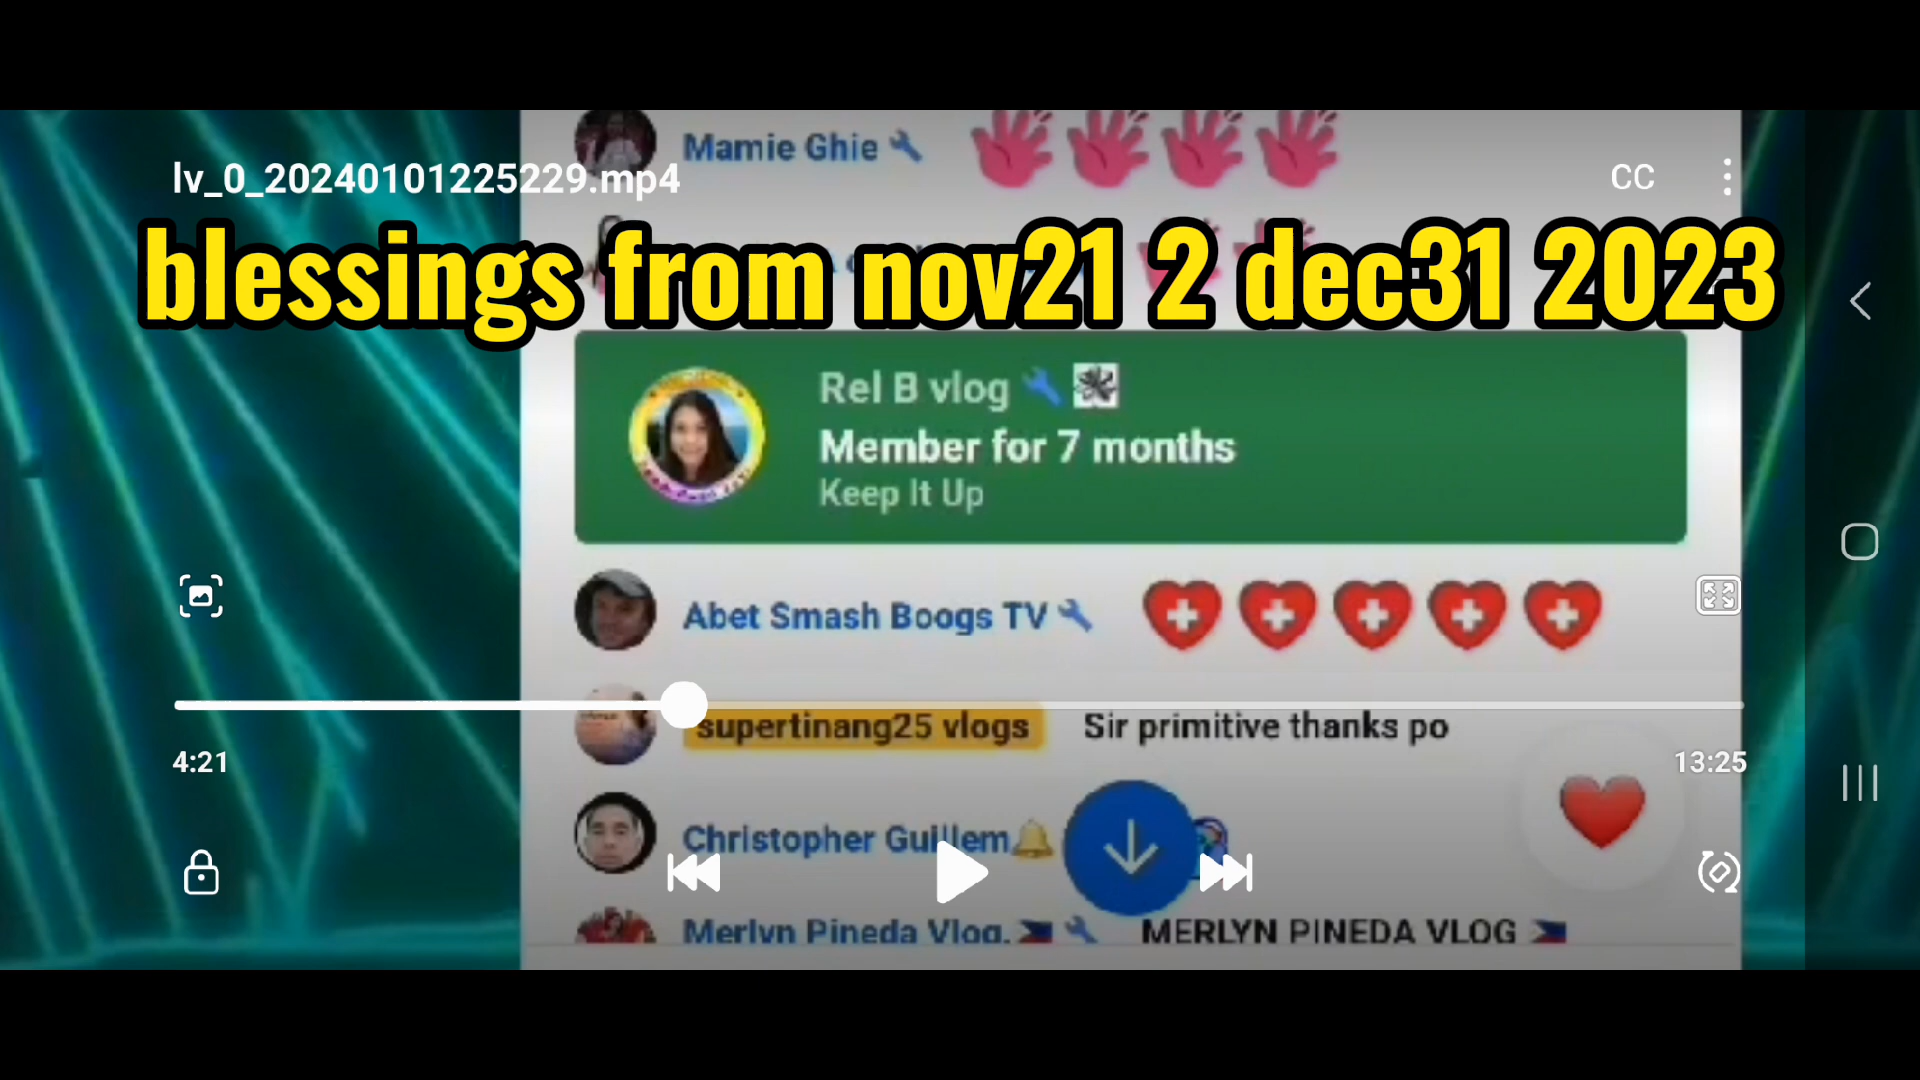 Mamie Ghie
lv_0_20240101225229.mp4
CC
blessings from nov21 2 dec31 2023
Rel B vlog
Member for 7 months
Keep It Up
Abet Smash Boogs TV
supertinang25 vlogs Sir primitive thanks po
4:21
13:25
Christopher Guillem
Merlyn Pineda Vlog. MERLYN PINEDA VLOG